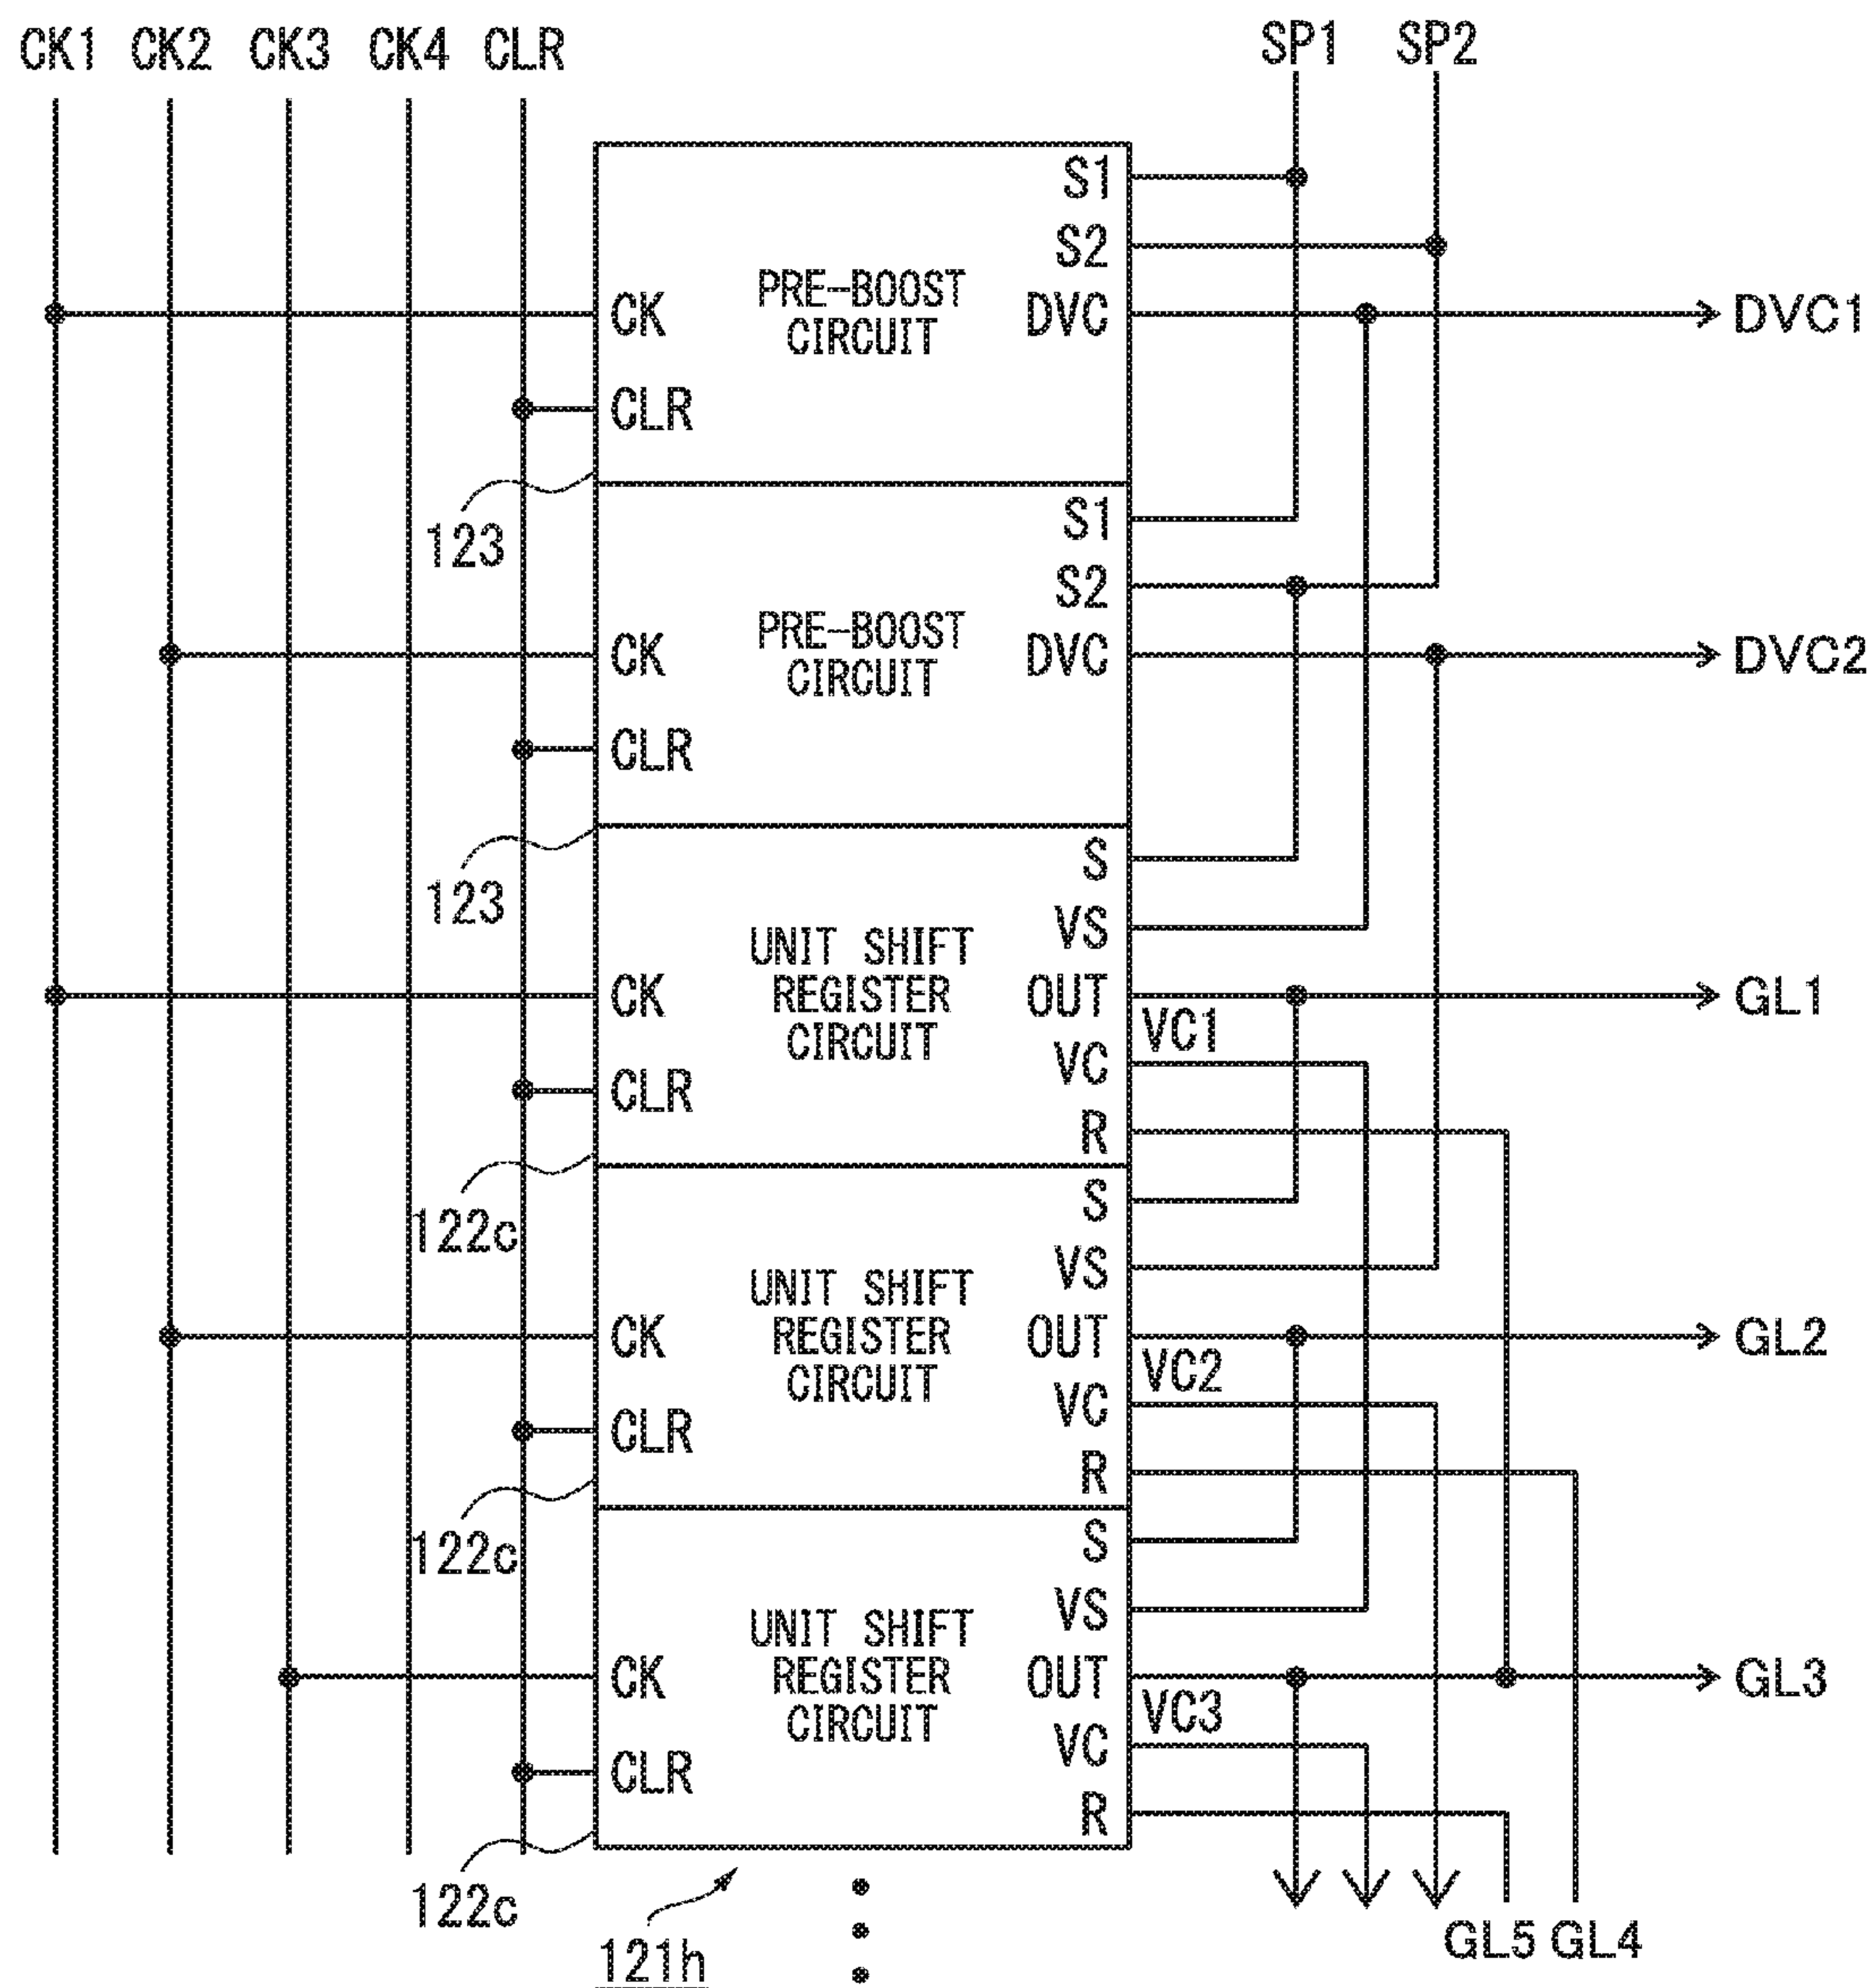 CK1 CK2 CK3 CK4 CLR SP1 SP2
S1
S2
PRE-BOOST
CIRCUIT
CK DVC DVC1
CLR
123
S1
S2
PRE-BOOST
CIRCUIT
CK DVC DVC2
CLR
123
S
VS
UNIT SHIFT
REGISTER
CIRCUIT
CK OUT GL1
VC1
CLR VC
R
122c
S
VS
UNIT SHIFT
REGISTER
CIRCUIT
CK OUT GL2
VC2
CLR VC
R
122c
S
VS
UNIT SHIFT
REGISTER
CIRCUIT
CK OUT GL3
VC3
CLR VC
R
122c
121h
GL5 GL4